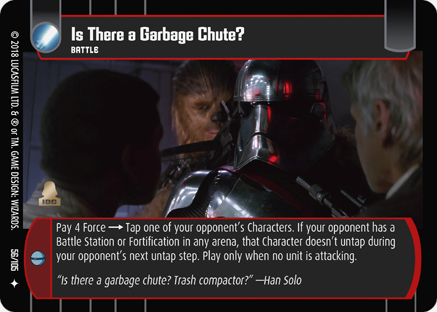 Is There a Garbage Chute?
BATTLE
IDC
Pay 4 Force → Tap one of your opponent's Characters. If your opponent has a
Battle Station or Fortification in any arena, that Character doesn't untap during
your opponent's next untap step. Play only when no unit is attacking.
"Is there a garbage chute? Trash compactor?" —Han Solo
© 2018 LUCASFILM LTD. & ® or TM. GAME DESIGN: WIZARDS.
56/105